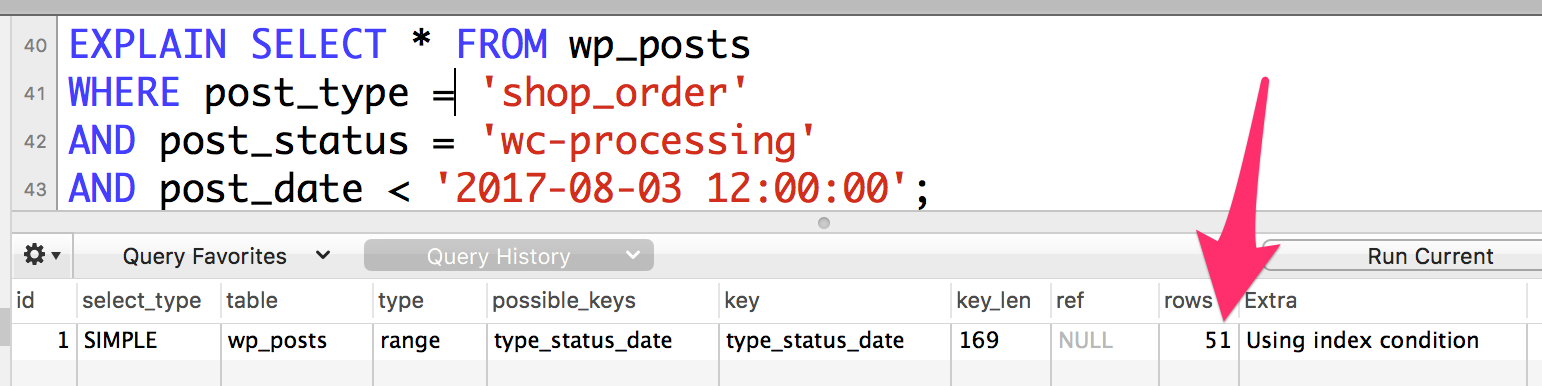 40 EXPLAIN SELECT * FROM wp_posts
41 WHERE post_type = 'shop_order'
42 AND post_status = 'wc-processing'
43 AND post_date < '2017-08-03 12:00:00';
Query Favorites Query History Run Current
id select_type table type possible_keys key key_len ref rows Extra
1 SIMPLE wp_posts range type_status_date type_status_date 169 NULL 51 Using index condition